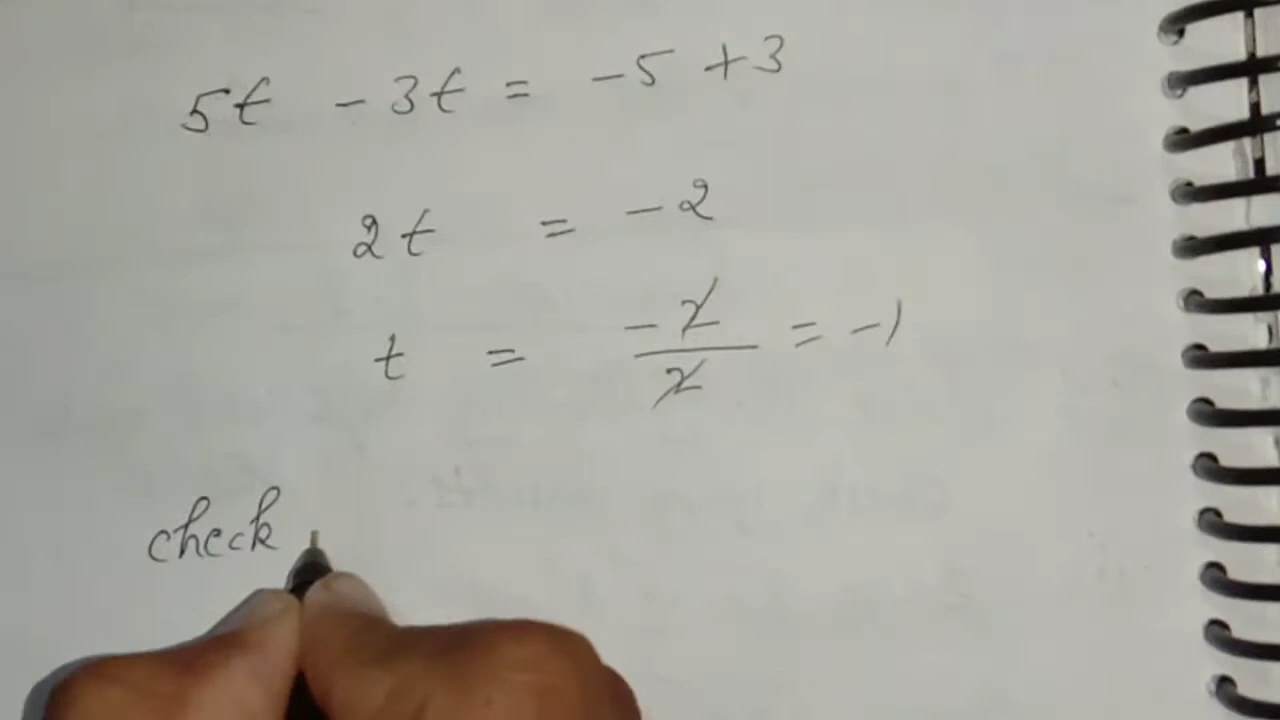 5t - 3t = -5 + 3
2t = -2
t = -2/2 = -1
check